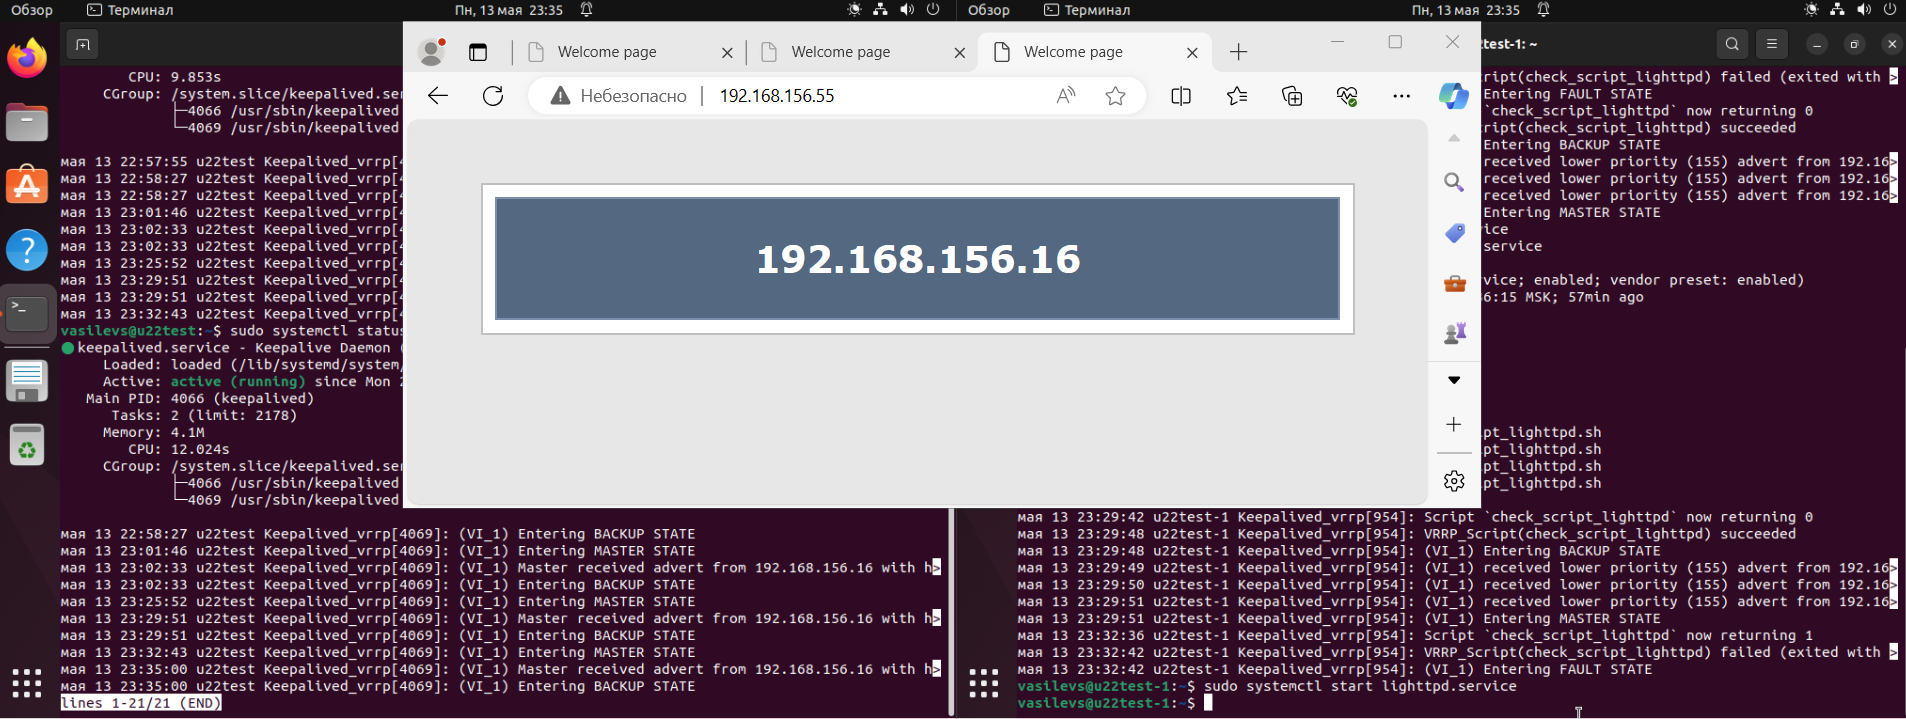 Обзор Терминал Пн, 13 мая 23:35
CPU: 9.853s
CGroup: /system.slice/keepalived.ser
├─4066 /usr/sbin/keepalived
└─4069 /usr/sbin/keepalived
мая 13 22:57:55 u22test Keepalived_vrrp[4
мая 13 22:58:27 u22test Keepalived_vrrp[4
мая 13 22:58:27 u22test Keepalived_vrrp[4
мая 13 23:01:46 u22test Keepalived_vrrp[4
мая 13 23:02:33 u22test Keepalived_vrrp[4
мая 13 23:02:33 u22test Keepalived_vrrp[4
мая 13 23:25:52 u22test Keepalived_vrrp[4
мая 13 23:29:51 u22test Keepalived_vrrp[4
мая 13 23:29:51 u22test Keepalived_vrrp[4
мая 13 23:32:43 u22test Keepalived_vrrp[4
vasilevs@u22test:~$ sudo systemctl status
●keepalived.service - Keepalive Daemon (
Loaded: loaded (/lib/systemd/system/
Active: active (running) since Mon 2
Main PID: 4066 (keepalived)
Tasks: 2 (limit: 2178)
Memory: 4.1M
CPU: 12.024s
CGroup: /system.slice/keepalived.ser
├─4066 /usr/sbin/keepalived
└─4069 /usr/sbin/keepalived
мая 13 22:58:27 u22test Keepalived_vrrp[4069]: (VI_1) Entering BACKUP STATE
мая 13 23:01:46 u22test Keepalived_vrrp[4069]: (VI_1) Entering MASTER STATE
мая 13 23:02:33 u22test Keepalived_vrrp[4069]: (VI_1) Master received advert from 192.168.156.16 with h>
мая 13 23:02:33 u22test Keepalived_vrrp[4069]: (VI_1) Entering BACKUP STATE
мая 13 23:25:52 u22test Keepalived_vrrp[4069]: (VI_1) Entering MASTER STATE
мая 13 23:29:51 u22test Keepalived_vrrp[4069]: (VI_1) Master received advert from 192.168.156.16 with h>
мая 13 23:29:51 u22test Keepalived_vrrp[4069]: (VI_1) Entering BACKUP STATE
мая 13 23:32:43 u22test Keepalived_vrrp[4069]: (VI_1) Entering MASTER STATE
мая 13 23:35:00 u22test Keepalived_vrrp[4069]: (VI_1) Master received advert from 192.168.156.16 with h>
мая 13 23:35:00 u22test Keepalived_vrrp[4069]: (VI_1) Entering BACKUP STATE
lines 1-21/21 (END)
Welcome page Welcome page Welcome page
Небезопасно | 192.168.156.55
192.168.156.16
Обзор Терминал Пн, 13 мая 23:35
test-1: ~
ript(check_script_lighttpd) failed (exited with >
Entering FAULT STATE
`check_script_lighttpd` now returning 0
ript(check_script_lighttpd) succeeded
Entering BACKUP STATE
received lower priority (155) advert from 192.16>
received lower priority (155) advert from 192.16>
received lower priority (155) advert from 192.16>
Entering MASTER STATE
ice
service
vice; enabled; vendor preset: enabled)
6:15 MSK; 57min ago
pt_lighttpd.sh
pt_lighttpd.sh
pt_lighttpd.sh
pt_lighttpd.sh
мая 13 23:29:42 u22test-1 Keepalived_vrrp[954]: Script `check_script_lighttpd` now returning 0
мая 13 23:29:48 u22test-1 Keepalived_vrrp[954]: VRRP_Script(check_script_lighttpd) succeeded
мая 13 23:29:48 u22test-1 Keepalived_vrrp[954]: (VI_1) Entering BACKUP STATE
мая 13 23:29:49 u22test-1 Keepalived_vrrp[954]: (VI_1) received lower priority (155) advert from 192.16>
мая 13 23:29:50 u22test-1 Keepalived_vrrp[954]: (VI_1) received lower priority (155) advert from 192.16>
мая 13 23:29:51 u22test-1 Keepalived_vrrp[954]: (VI_1) received lower priority (155) advert from 192.16>
мая 13 23:29:51 u22test-1 Keepalived_vrrp[954]: (VI_1) Entering MASTER STATE
мая 13 23:32:36 u22test-1 Keepalived_vrrp[954]: Script `check_script_lighttpd` now returning 1
мая 13 23:32:42 u22test-1 Keepalived_vrrp[954]: VRRP_Script(check_script_lighttpd) failed (exited with >
мая 13 23:32:42 u22test-1 Keepalived_vrrp[954]: (VI_1) Entering FAULT STATE
vasilevs@u22test-1:~$ sudo systemctl start lighttpd.service
vasilevs@u22test-1:~$